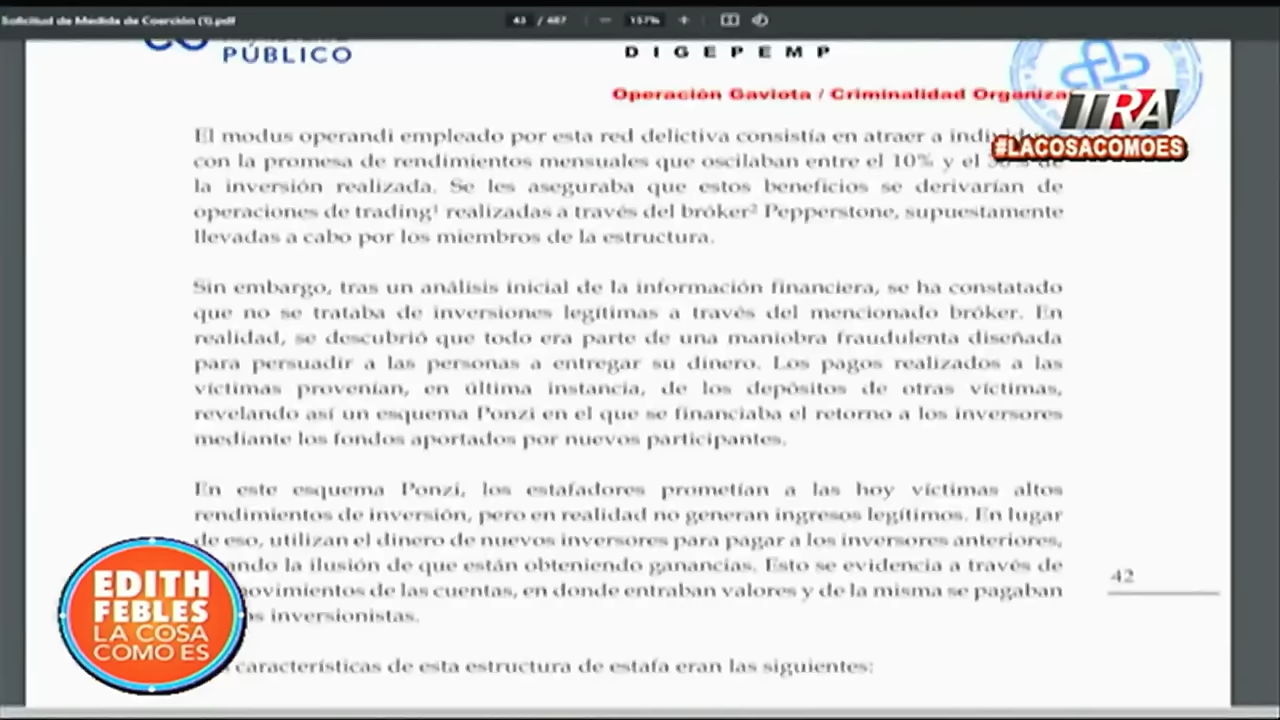 Solicitud de Medida de Coerción (1).pdf
43 / 487
157%
PÚBLICO
DIGEPEMP
Operación Gaviota / Criminalidad Organiza
TRA
#LACOSACOMOES
El modus operandi empleado por esta red delictiva consistía en atraer a
con la promesa de rendimientos mensuales que oscilaban entre el 10% y el de
la inversión realizada. Se les aseguraba que estos beneficios se derivarían de
operaciones de trading¹ realizadas a través del bróker² Pepperstone, supuestamente
llevadas a cabo por los miembros de la estructura.
Sin embargo, tras un análisis inicial de la información financiera, se ha constatado
que no se trataba de inversiones legítimas a través del mencionado bróker. En
realidad, se descubrió que todo era parte de una maniobra fraudulenta diseñada
para persuadir a las personas a entregar su dinero. Los pagos realizados a las
víctimas provenían, en última instancia, de los depósitos de otras víctimas,
revelando así un esquema Ponzi en el que se financiaba el retorno a los inversores
mediante los fondos aportados por nuevos participantes.
En este esquema Ponzi, los estafadores prometían a las hoy víctimas altos
rendimientos de inversión, pero en realidad no generan ingresos legítimos. En lugar
de eso, utilizan el dinero de nuevos inversores para pagar a los inversores anteriores,
ando la ilusión de que están obteniendo ganancias. Esto se evidencia a través de
ovimientos de las cuentas, en donde entraban valores y de la misma se pagaban
os inversionistas.
características de esta estructura de estafa eran las siguientes:
42
EDITH
FEBLES
LA COSA
COMO ES